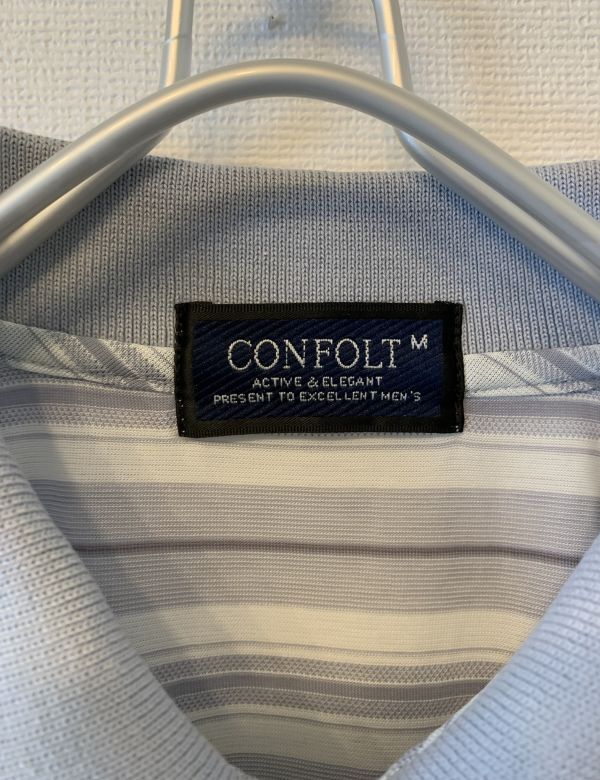 CONFOLT M
ACTIVE & ELEGANT
PRESENT TO EXCELLENT MEN'S